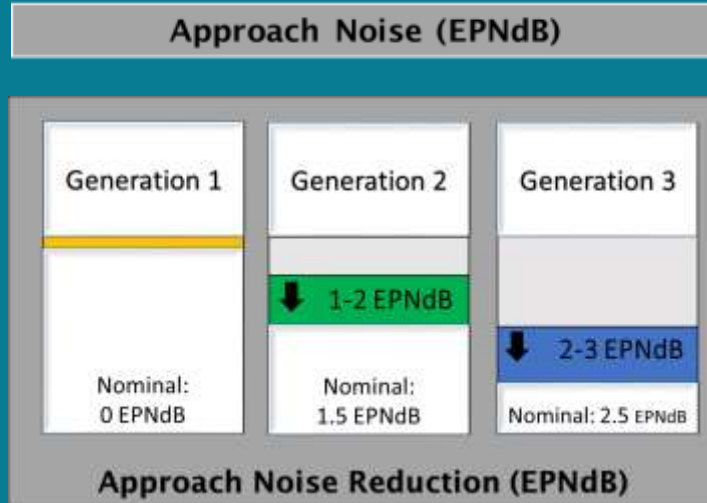 Approach Noise (EPNdB)
Generation 1
Generation 2
Generation 3
1-2 EPNdB
2-3 EPNdB
Nominal:
0 EPNdB
Nominal:
1.5 EPNdB
Nominal: 2.5 EPNdB
Approach Noise Reduction (EPNdB)